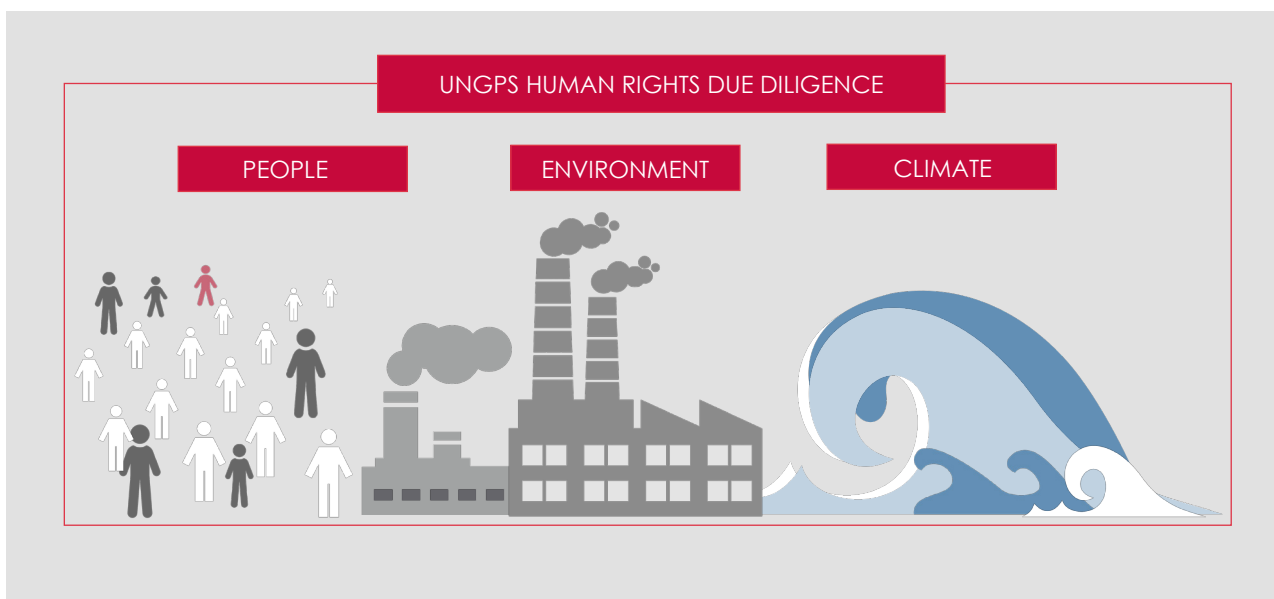 UNGPS HUMAN RIGHTS DUE DILIGENCE
PEOPLE
ENVIRONMENT
CLIMATE